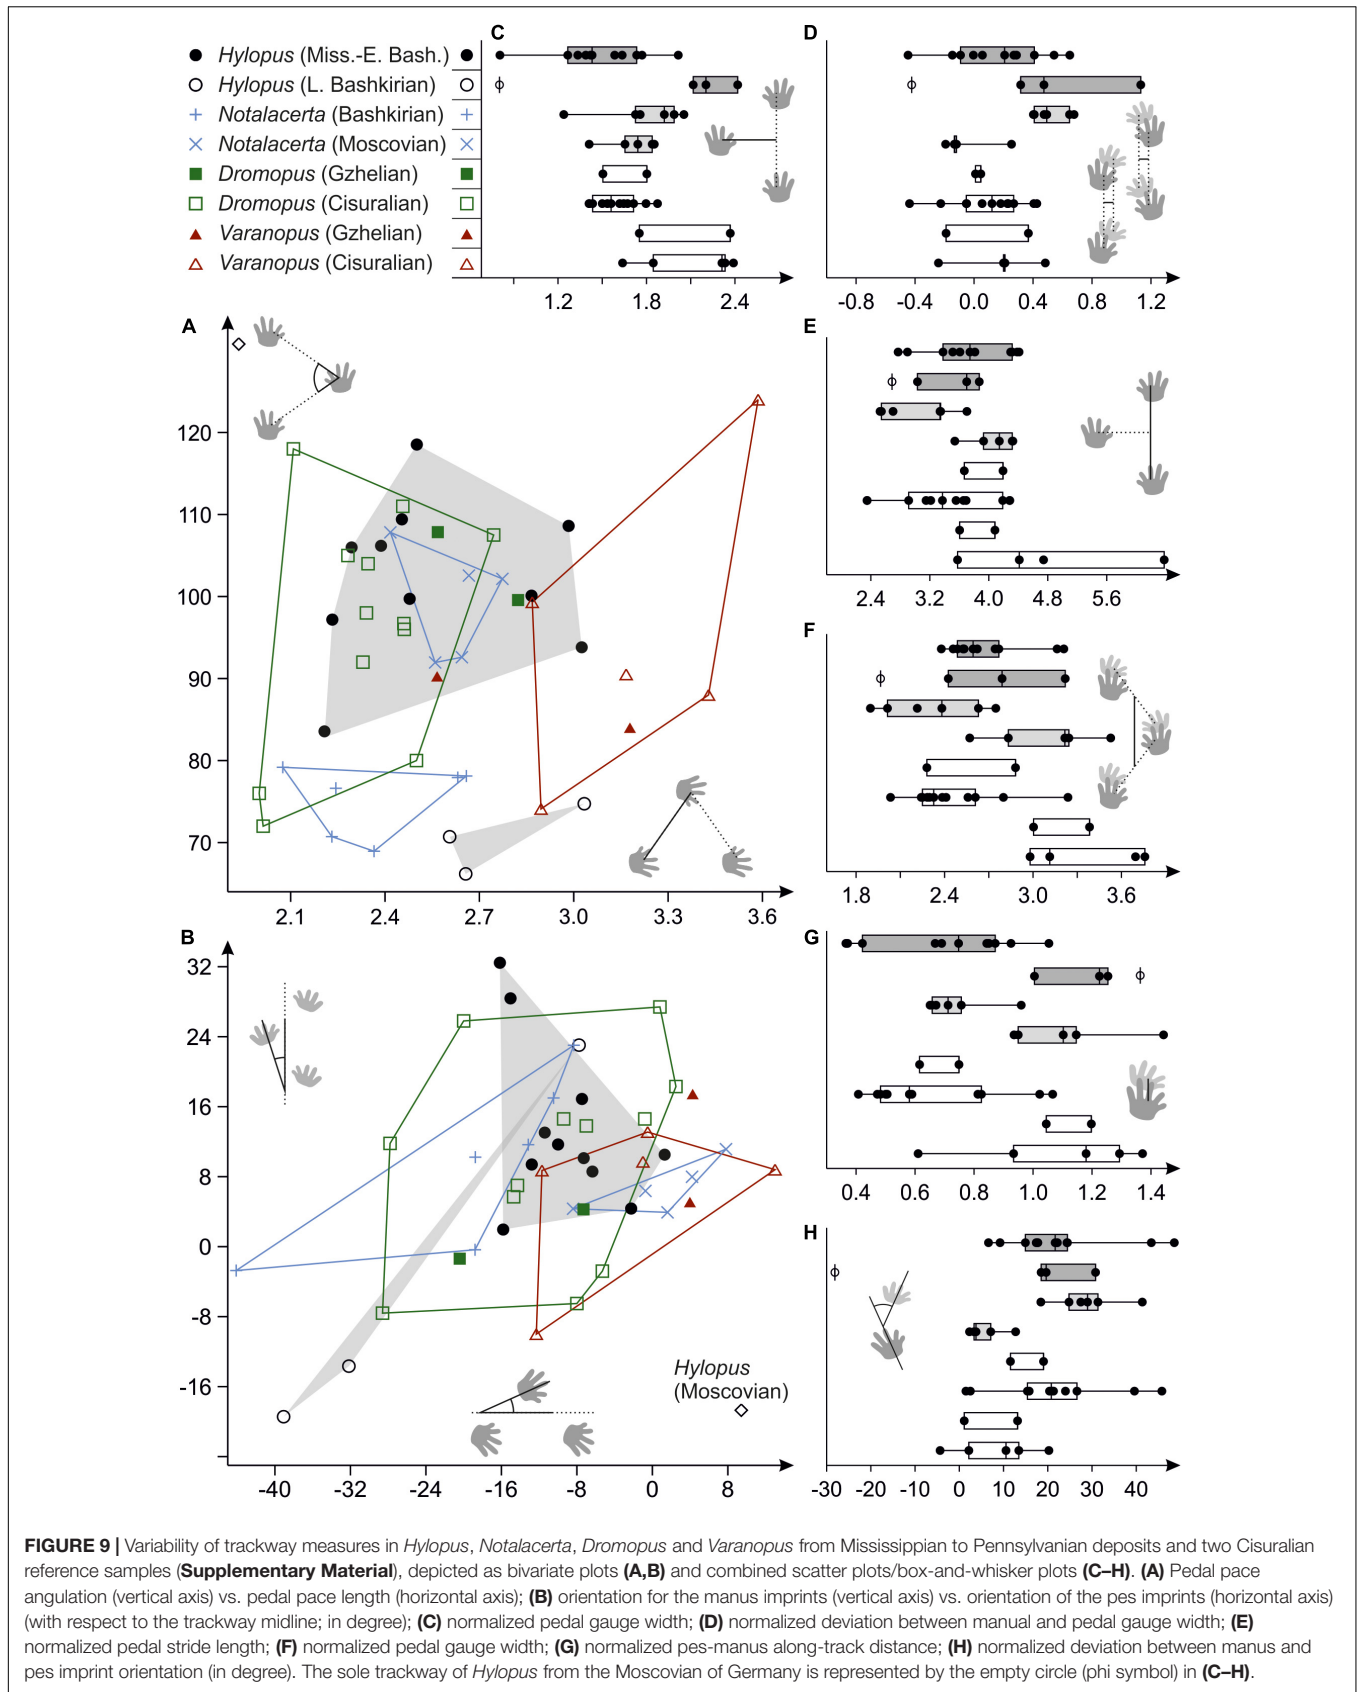 C
D
Hylopus (Miss.-E. Bash.)
Hylopus (L. Bashkirian)
Notalacerta (Bashkirian)
Notalacerta (Moscovian)
Dromopus (Gzhelian)
Dromopus (Cisuralian)
Varanopus (Gzhelian)
Varanopus (Cisuralian)
1.2 1.8 2.4
-0.8 -0.4 0.0 0.4 0.8 1.2
A
120
110
100
90
80
70
2.1 2.4 2.7 3.0 3.3 3.6
E
2.4 3.2 4.0 4.8 5.6
F
1.8 2.4 3.0 3.6
B
32
24
16
8
0
-8
-16
Hylopus
(Moscovian)
-40 -32 -24 -16 -8 0 8
G
0.4 0.6 0.8 1.0 1.2 1.4
H
-30 -20 -10 0 10 20 30 40
FIGURE 9 | Variability of trackway measures in Hylopus, Notalacerta, Dromopus and Varanopus from Mississippian to Pennsylvanian deposits and two Cisuralian
reference samples (Supplementary Material), depicted as bivariate plots (A,B) and combined scatter plots/box-and-whisker plots (C–H). (A) Pedal pace
angulation (vertical axis) vs. pedal pace length (horizontal axis); (B) orientation for the manus imprints (vertical axis) vs. orientation of the pes imprints (horizontal axis)
(with respect to the trackway midline; in degree); (C) normalized pedal gauge width; (D) normalized deviation between manual and pedal gauge width; (E)
normalized pedal stride length; (F) normalized pedal gauge width; (G) normalized pes-manus along-track distance; (H) normalized deviation between manus and
pes imprint orientation (in degree). The sole trackway of Hylopus from the Moscovian of Germany is represented by the empty circle (phi symbol) in (C–H).